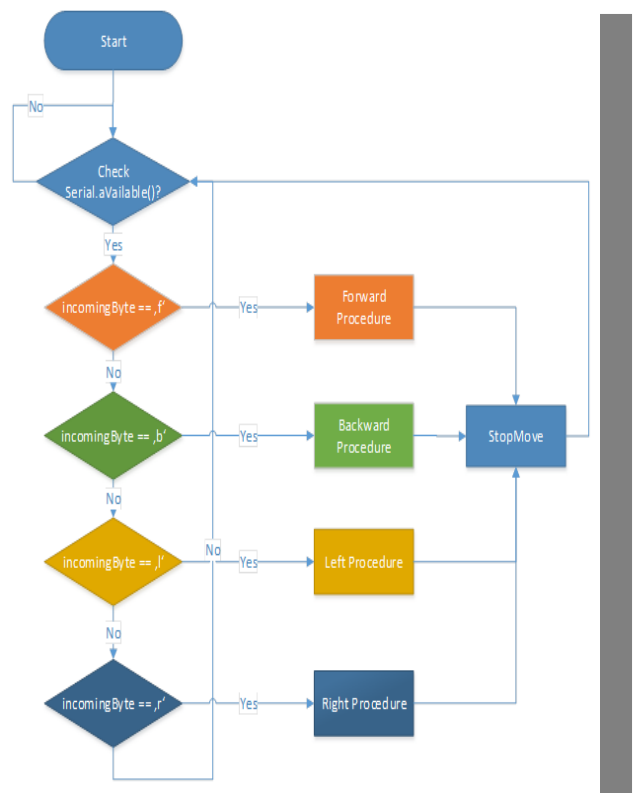 Start
No
Check
Serial.aVailable()?
Yes
incomingByte == ‚f‘
Yes
Forward
Procedure
No
incomingByte == ‚b‘
Yes
Backward
Procedure
StopMove
No
incomingByte == ‚l‘
No
Yes
Left Procedure
No
incomingByte == ‚r‘
Yes
Right Procedure